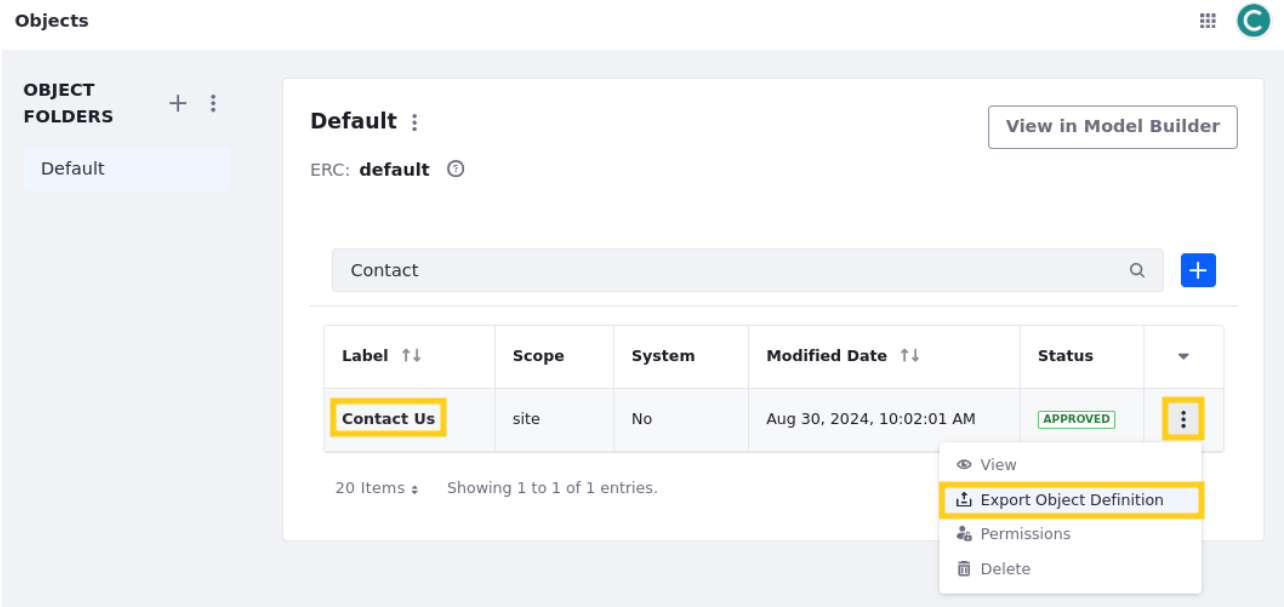 Objects
C
OBJECT
FOLDERS
Default
Default
View in Model Builder
ERC: default ?
Contact
Label Scope System Modified Date Status
Contact Us site No Aug 30, 2024, 10:02:01 AM APPROVED
View
20 Items Showing 1 to 1 of 1 entries.
Export Object Definition
Permissions
Delete